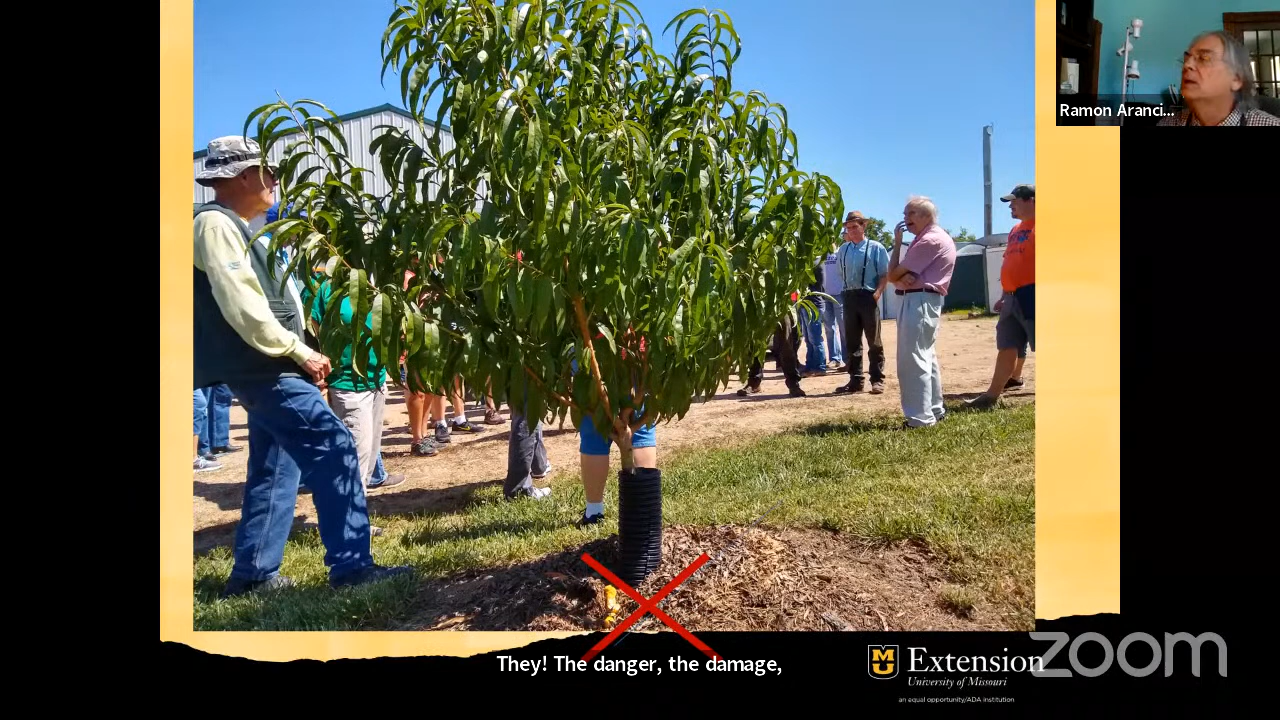 Ramon Aranci...
They! The danger, the damage,
Extension
University of Missouri
an equal opportunity/ADA institution
zoom